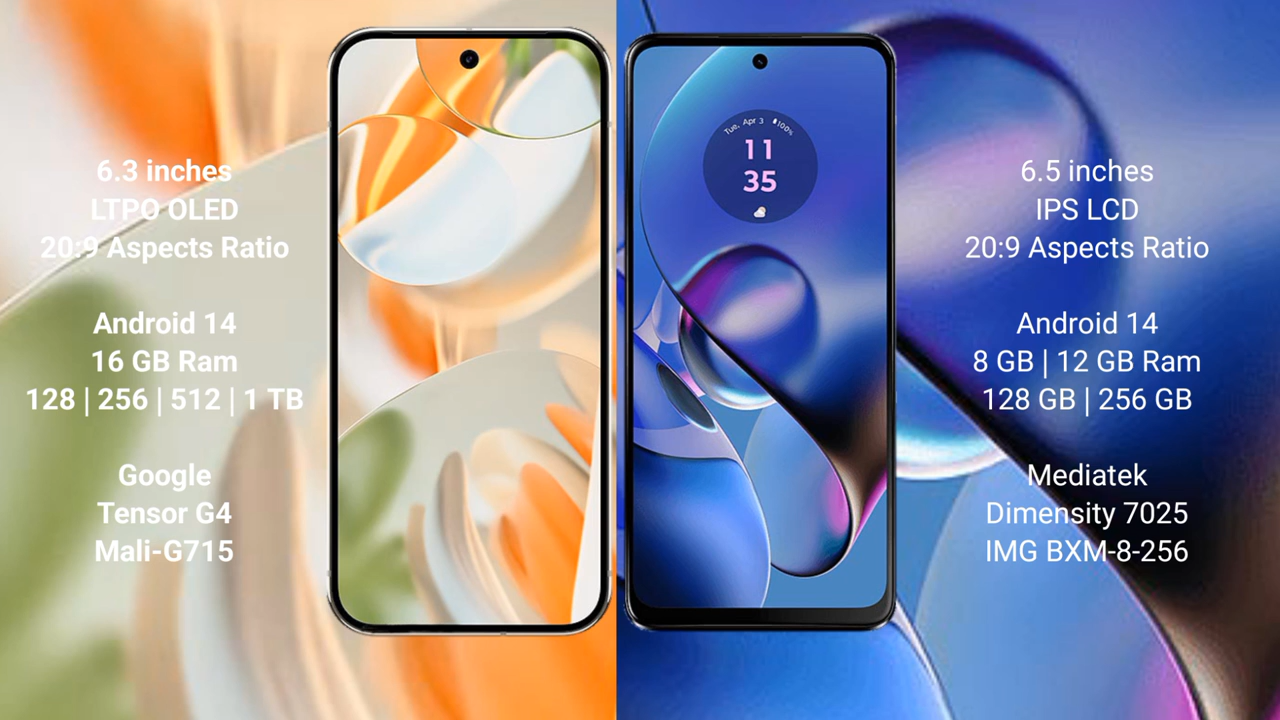 6.3 inches
LTPO OLED
20:9 Aspects Ratio
Android 14
16 GB Ram
128 | 256 | 512 | 1 TB
Google
Tensor G4
Mali-G715
Tue, Apr 3 100%
11
35
6.5 inches
IPS LCD
20:9 Aspects Ratio
Android 14
8 GB | 12 GB Ram
128 GB | 256 GB
Mediatek
Dimensity 7025
IMG BXM-8-256